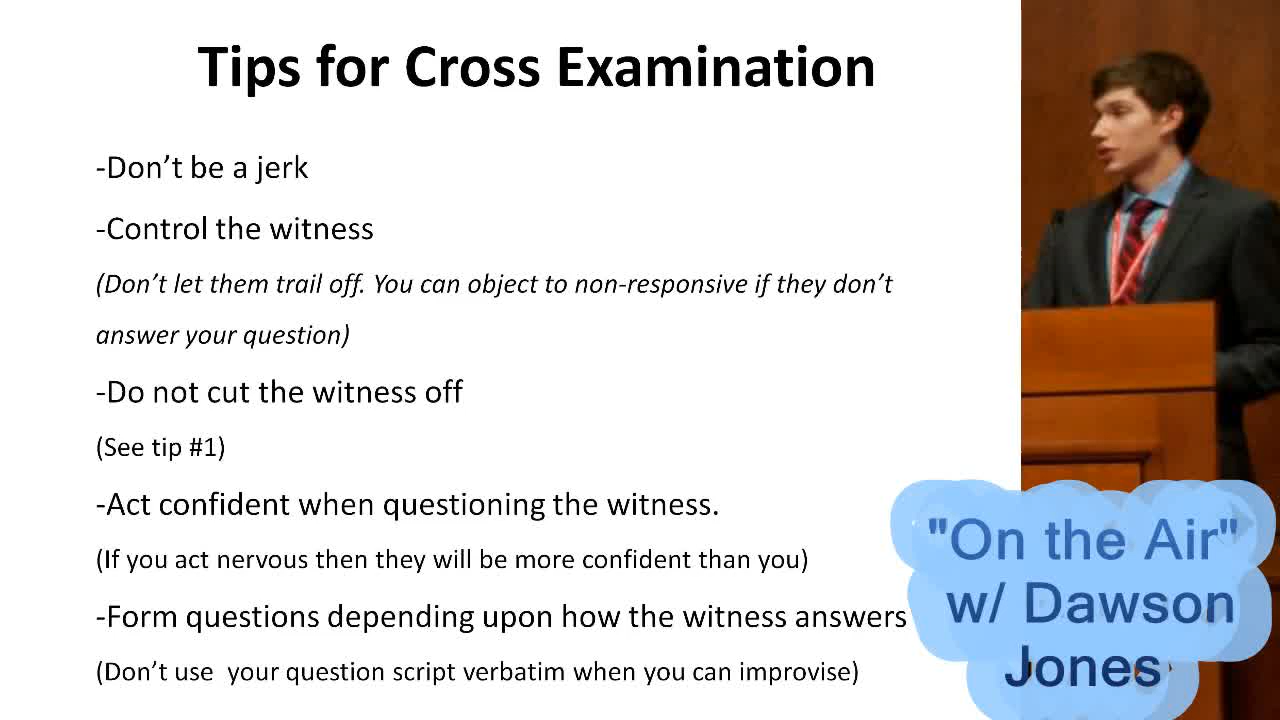 Tips for Cross Examination
-Don’t be a jerk
-Control the witness
(Don’t let them trail off. You can object to non-responsive if they don’t
answer your question)
-Do not cut the witness off
(See tip #1)
-Act confident when questioning the witness.
(If you act nervous then they will be more confident than you)
-Form questions depending upon how the witness answers
(Don’t use  your question script verbatim when you can improvise)
"On the Air"
w/ Dawson
Jones